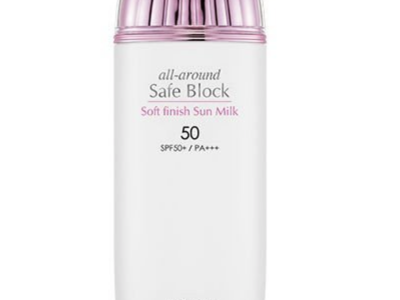 all-around
Safe Block
Soft finish Sun Milk
50
SPF50+ / PA+++